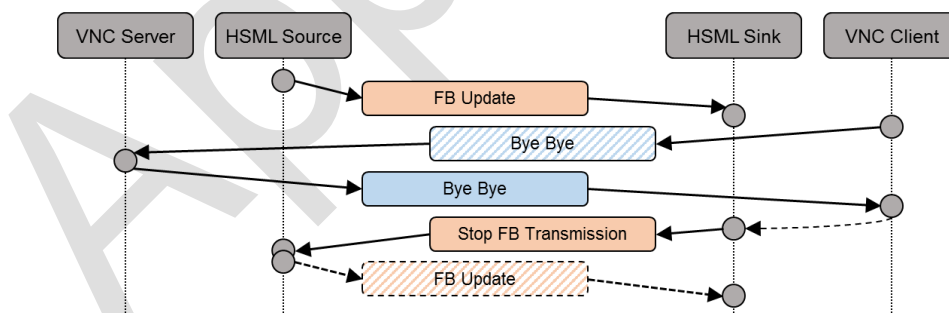 VNC Server
HSML Source
HSML Sink
VNC Client
FB Update
Bye Bye
Bye Bye
Stop FB Transmission
FB Update
App